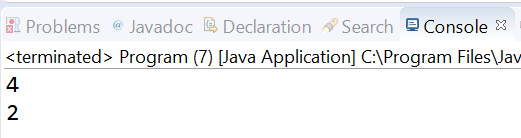 Problems @ Javadoc Declaration Search Console
<terminated> Program (7) [Java Application] C:\Program Files\Jav
4
2